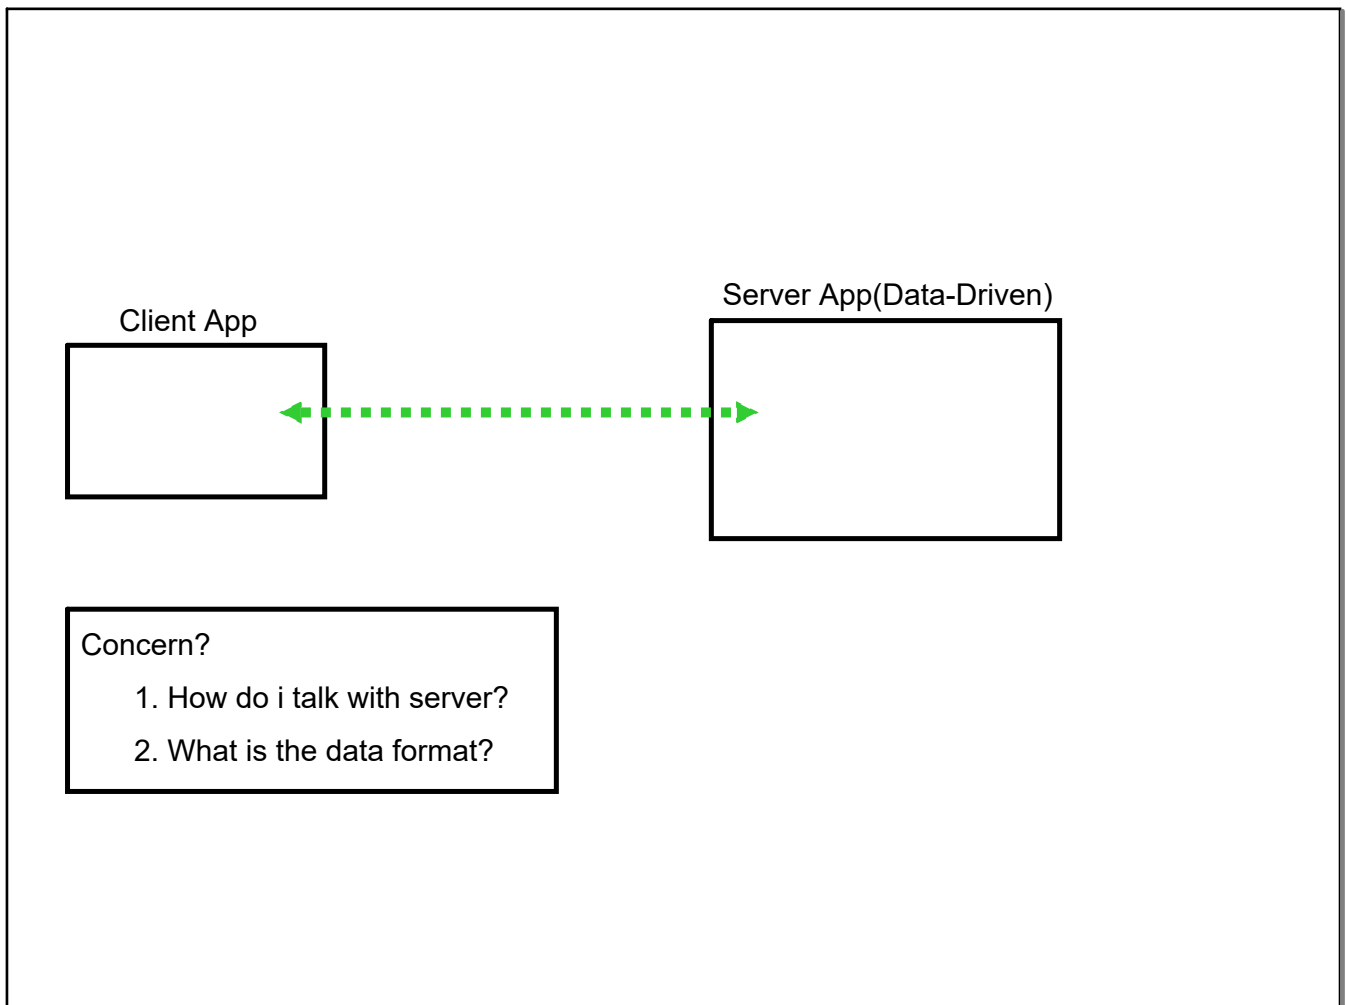 Client App
Server App(Data-Driven)
Concern?
1. How do i talk with server?
2. What is the data format?